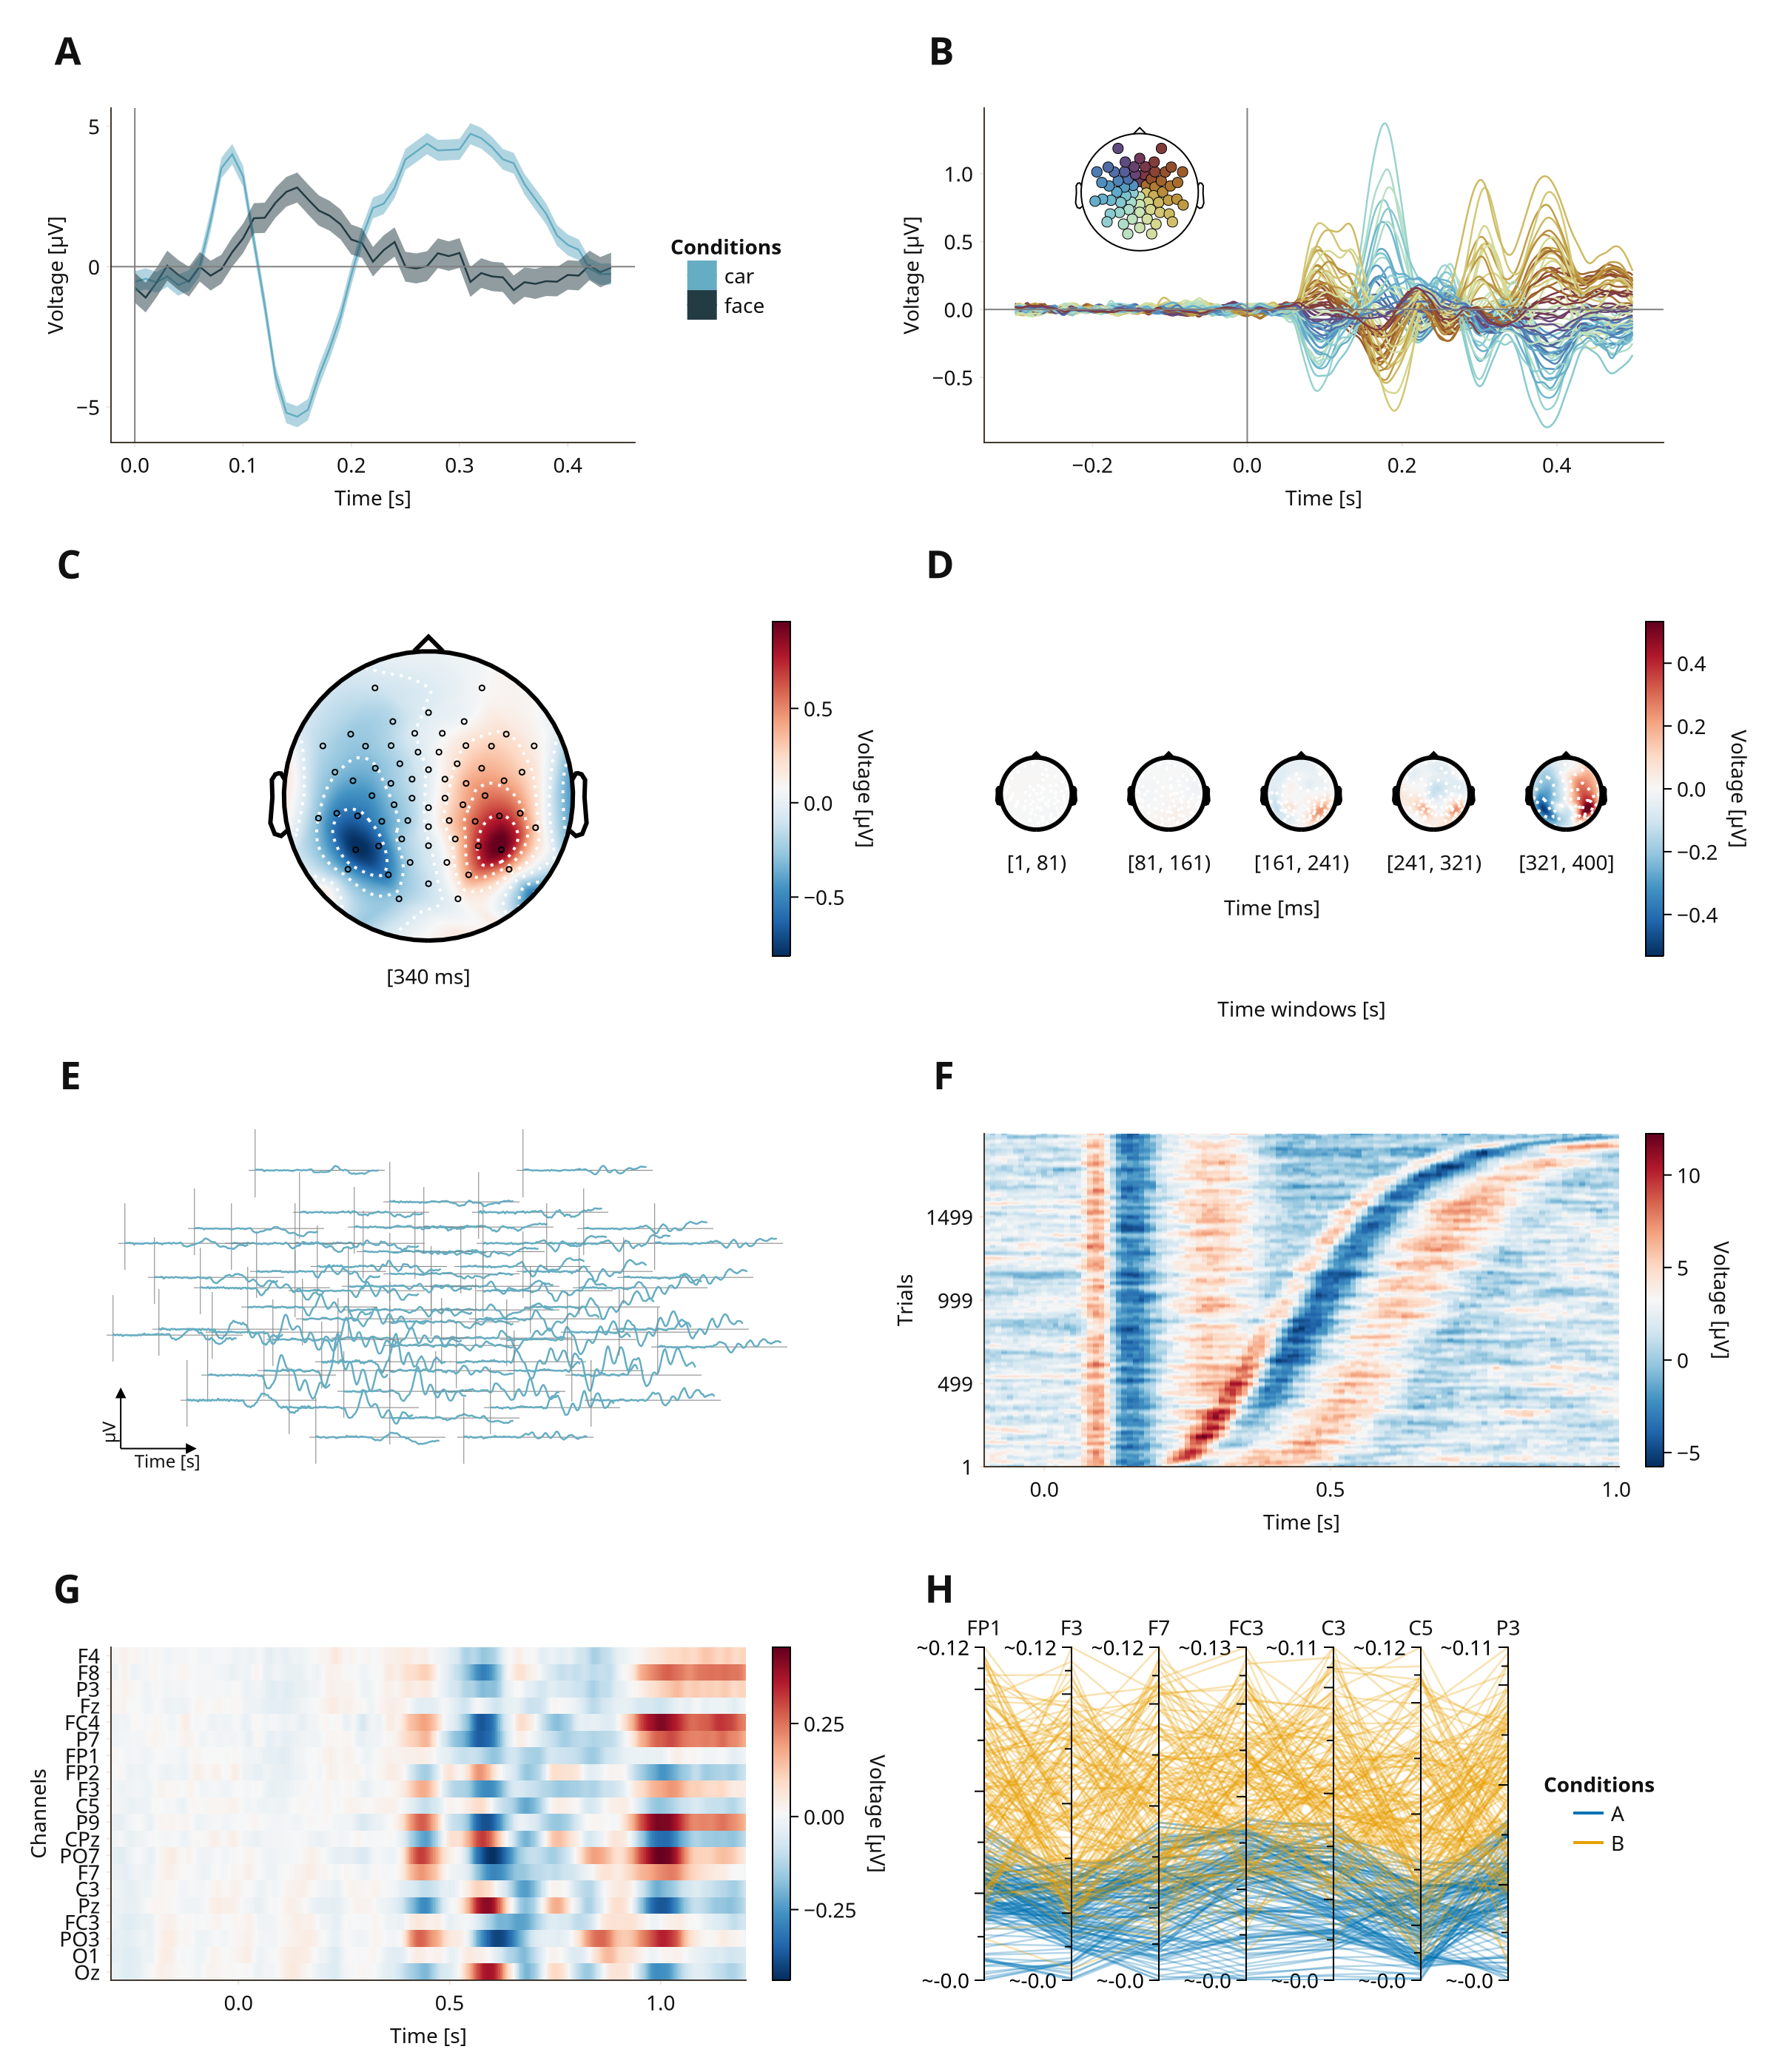 A
5
0
−5
Voltage [µV]
0.0 0.1 0.2 0.3 0.4
Time [s]
Conditions
car
face
B
1.0
0.5
0.0
−0.5
Voltage [µV]
−0.2 0.0 0.2 0.4
Time [s]
C
0.5
0.0
−0.5
Voltage [µV]
[340 ms]
D
0.4
0.2
0.0
−0.2
−0.4
Voltage [µV]
[1, 81) [81, 161) [161, 241) [241, 321) [321, 400]
Time [ms]
Time windows [s]
E
µV
Time [s]
F
1499
999
499
1
Trials
0.0 0.5 1.0
Time [s]
10
5
0
−5
Voltage [µV]
G
F4
F8
P3
Fz
FC4
P7
FP1
FP2
F3
C5
P9
CPz
PO7
F7
C3
Pz
FC3
PO3
O1
Oz
Channels
0.0 0.5 1.0
Time [s]
0.25
0.00
−0.25
Voltage [µV]
H
FP1 F3 F7 FC3 C3 C5 P3
~0.12 ~0.12 ~0.12 ~0.13 ~0.11 ~0.12 ~0.11
~-0.0 ~-0.0 ~-0.0 ~-0.0 ~-0.0 ~-0.0 ~-0.0
Conditions
A
B